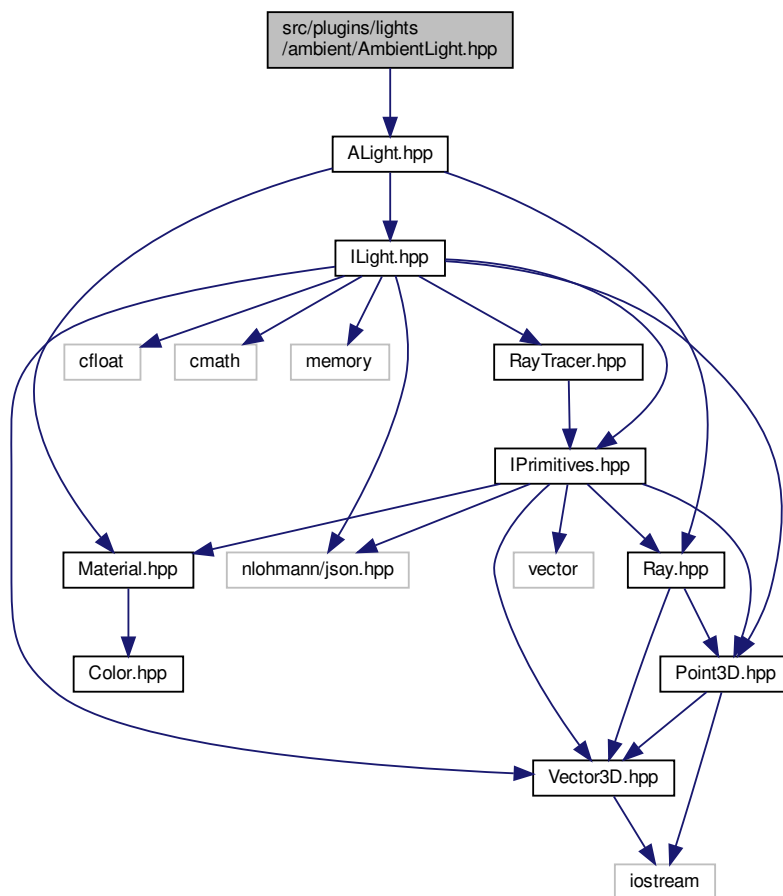 src/plugins/lights
/ambient/AmbientLight.hpp
ALight.hpp
ILight.hpp
cfloat
cmath
memory
RayTracer.hpp
IPrimitives.hpp
Material.hpp
nlohmann/json.hpp
vector
Ray.hpp
Color.hpp
Point3D.hpp
Vector3D.hpp
iostream